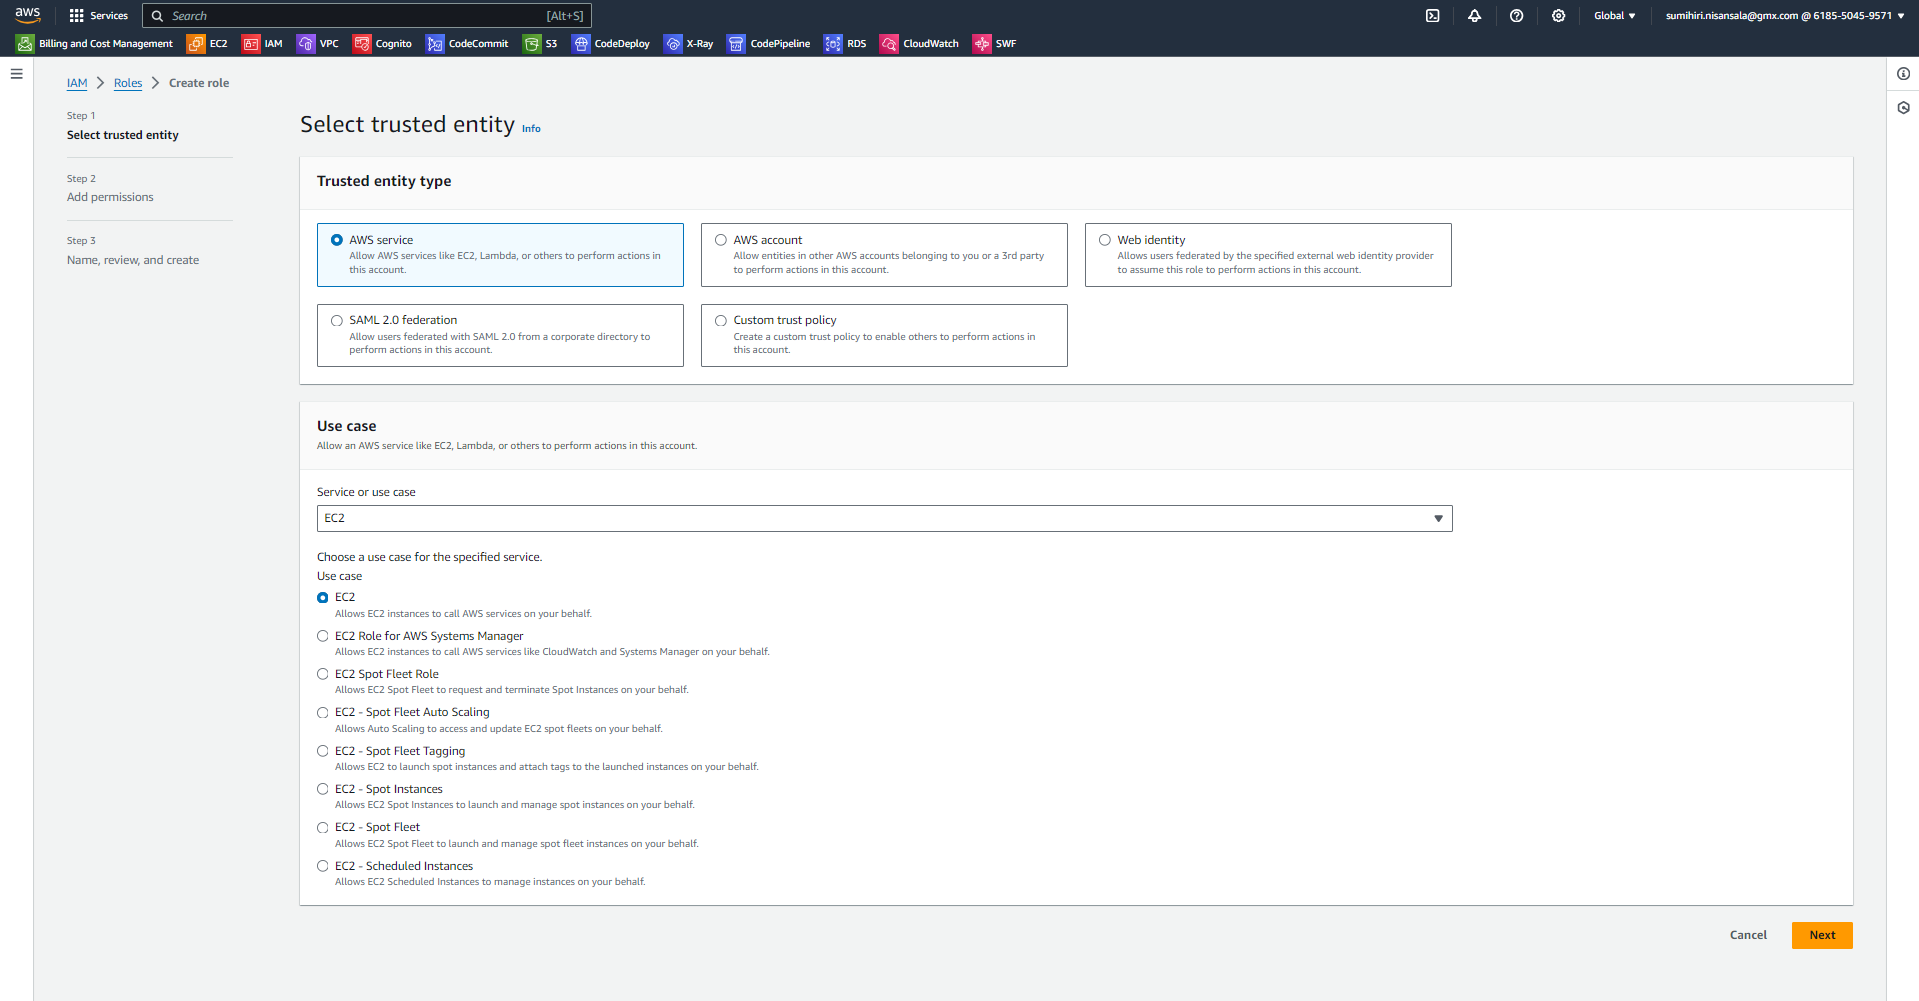 aws
Services
Search
[Alt+S]
Global
sumihiri.nisansala@gmx.com @ 6185-5045-9571
Billing and Cost Management
EC2
IAM
VPC
Cognito
CodeCommit
S3
CodeDeploy
X-Ray
CodePipeline
RDS
CloudWatch
SWF
IAM
Roles
Create role
Step 1
Select trusted entity
Step 2
Add permissions
Step 3
Name, review, and create
Select trusted entity Info
Trusted entity type
AWS service
Allow AWS services like EC2, Lambda, or others to perform actions in
this account.
AWS account
Allow entities in other AWS accounts belonging to you or a 3rd party
to perform actions in this account.
Web identity
Allows users federated by the specified external web identity provider
to assume this role to perform actions in this account.
SAML 2.0 federation
Allow users federated with SAML 2.0 from a corporate directory to
perform actions in this account.
Custom trust policy
Create a custom trust policy to enable others to perform actions in
this account.
Use case
Allow an AWS service like EC2, Lambda, or others to perform actions in this account.
Service or use case
EC2
Choose a use case for the specified service.
Use case
EC2
Allows EC2 instances to call AWS services on your behalf.
EC2 Role for AWS Systems Manager
Allows EC2 instances to call AWS services like CloudWatch and Systems Manager on your behalf.
EC2 Spot Fleet Role
Allows EC2 Spot Fleet to request and terminate Spot Instances on your behalf.
EC2 - Spot Fleet Auto Scaling
Allows Auto Scaling to access and update EC2 spot fleets on your behalf.
EC2 - Spot Fleet Tagging
Allows EC2 to launch spot instances and attach tags to the launched instances on your behalf.
EC2 - Spot Instances
Allows EC2 Spot Instances to launch and manage spot instances on your behalf.
EC2 - Spot Fleet
Allows EC2 Spot Fleet to launch and manage spot fleet instances on your behalf.
EC2 - Scheduled Instances
Allows EC2 Scheduled Instances to manage instances on your behalf.
Cancel
Next